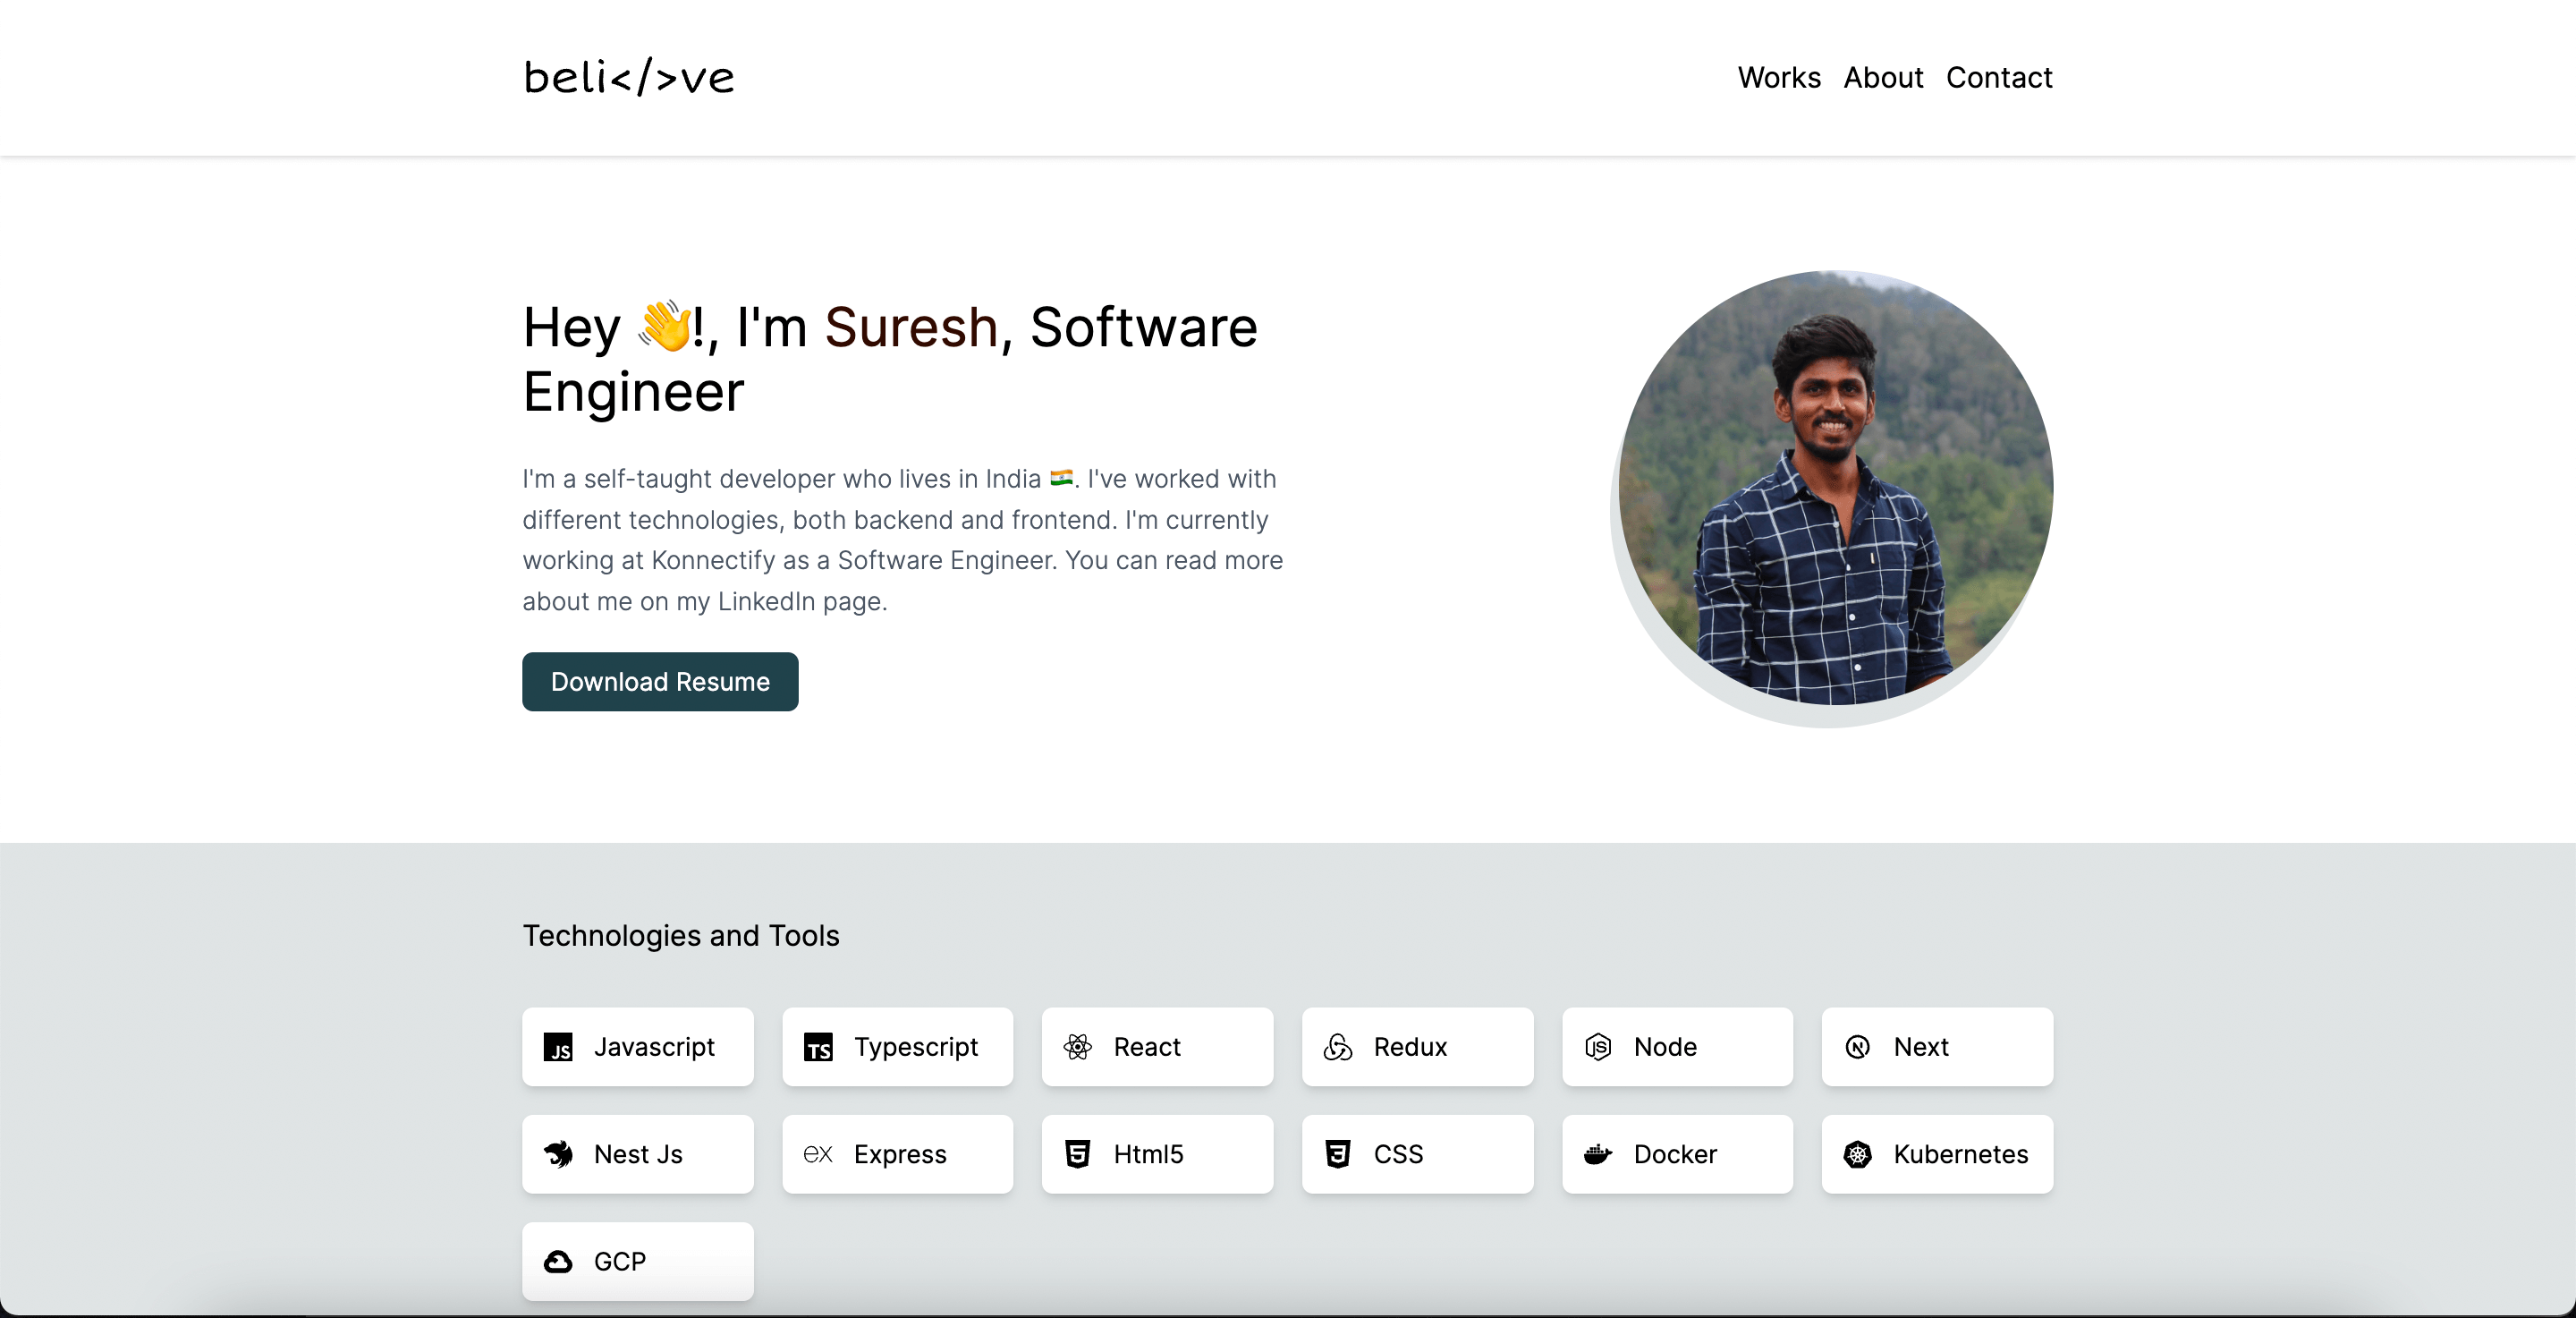 beli</>ve
Works About Contact
Hey 👋!, I'm Suresh, Software
Engineer
I'm a self-taught developer who lives in India 🇮🇳. I've worked with
different technologies, both backend and frontend. I'm currently
working at Konnectify as a Software Engineer. You can read more
about me on my LinkedIn page.
Download Resume
Technologies and Tools
JS Javascript
TS Typescript
React
Redux
JS Node
N Next
Nest Js
ex Express
5 Html5
3 CSS
Docker
Kubernetes
GCP